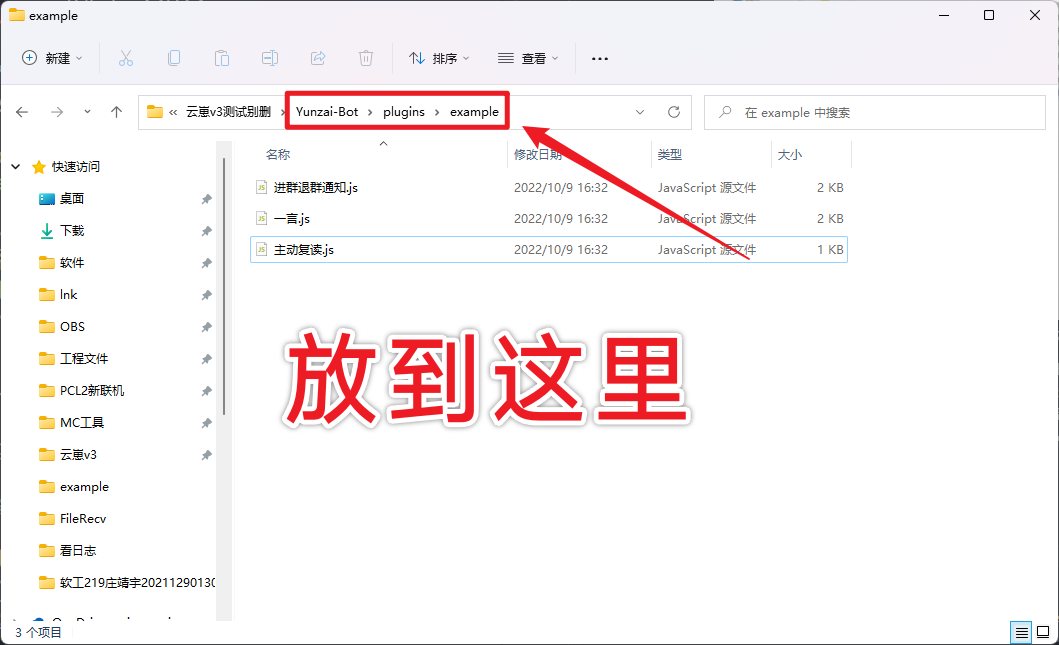 example
新建
排序
查看
« 云崽v3测试别删 › Yunzai-Bot › plugins › example
在 example 中搜索
快速访问
桌面
下载
软件
lnk
OBS
工程文件
PCL2新联机
MC工具
云崽v3
example
FileRecv
看日志
软工219庄靖宇20211290130
名称 修改日期 类型 大小
进群退群通知.js 2022/10/9 16:32 JavaScript 源文件 2 KB
一言.js 2022/10/9 16:32 JavaScript 源文件 2 KB
主动复读.js 2022/10/9 16:32 JavaScript 源文件 1 KB
放到这里
3 个项目